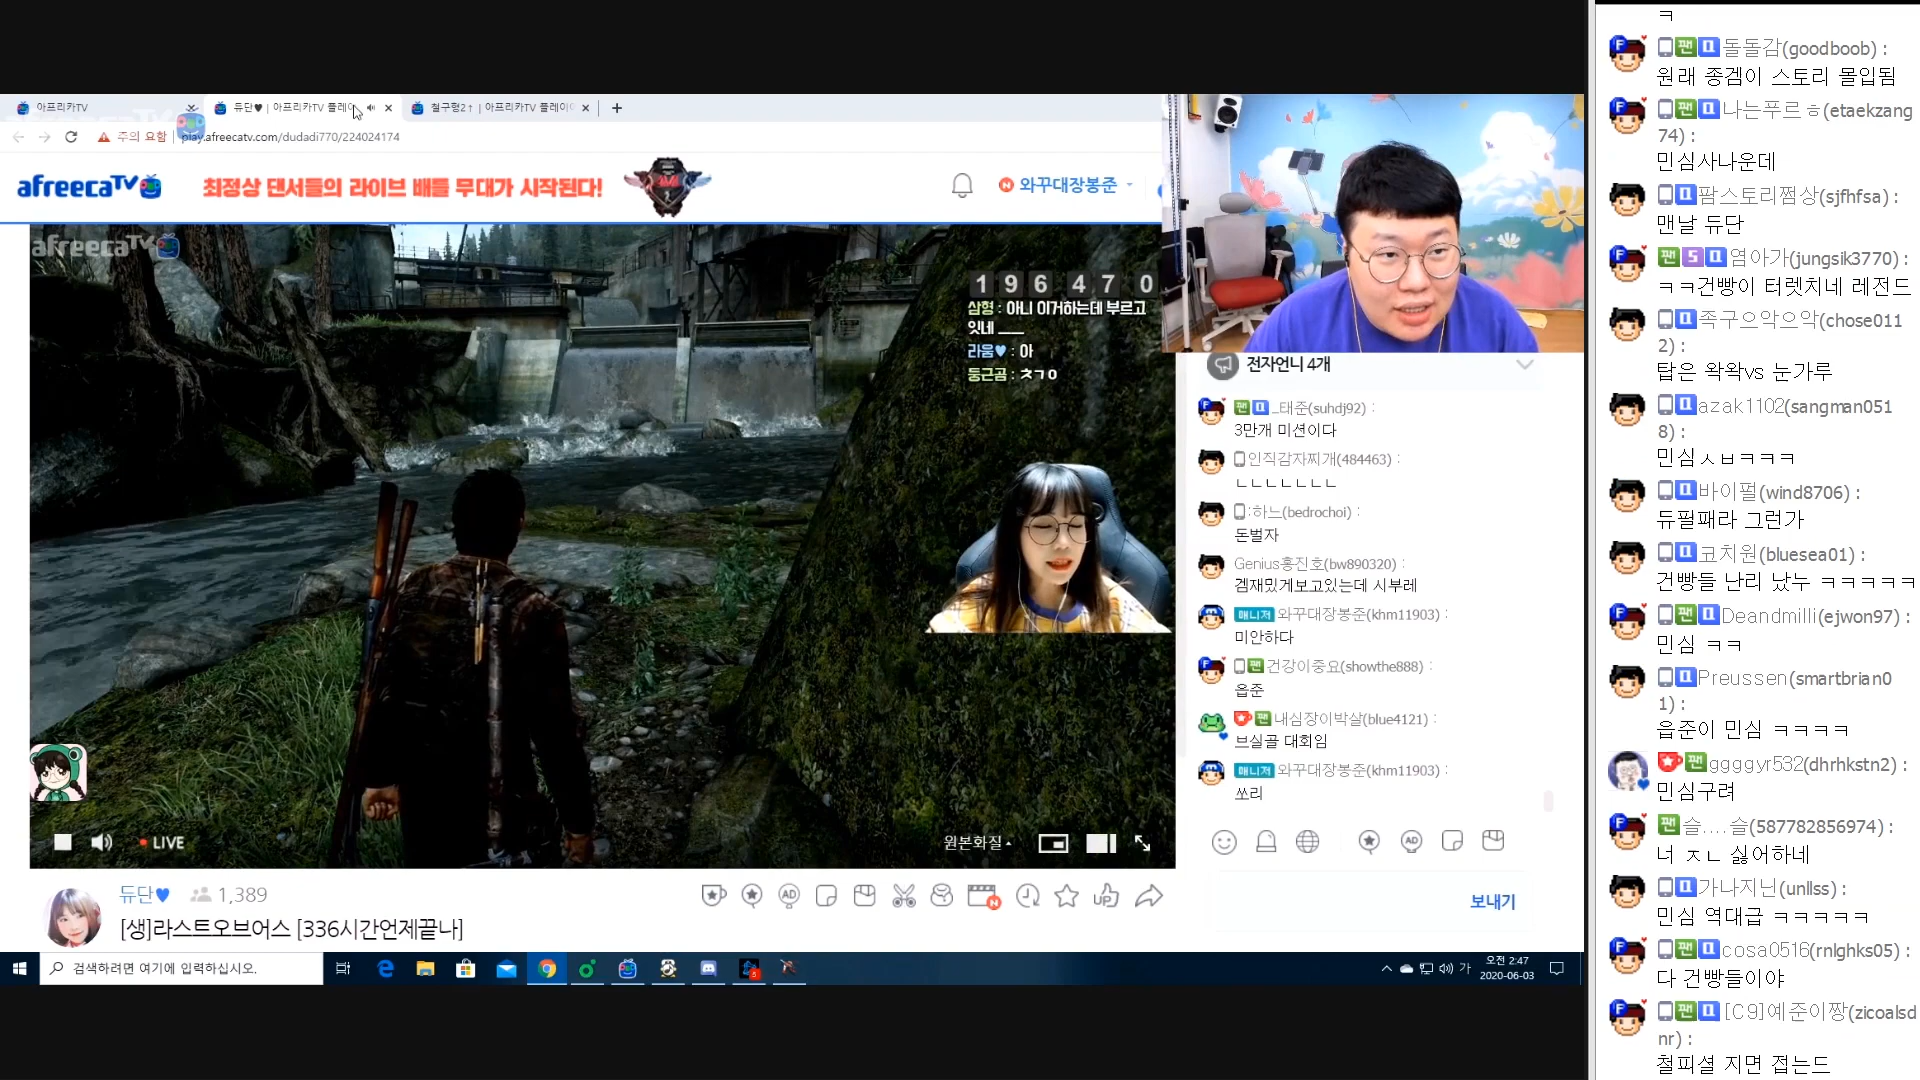 아프리카TV
듀단♥ | 아프리카TV 플레이
철구형2↑ | 아프리카TV 플레이
주의 요함
play.afreecatv.com/dudadi770/224024174
afreecaTV
최정상 댄서들의 라이브 배틀 무대가 시작된다!
와꾸대장봉준
afreecaTV
196470
삼형 : 아니 이거하는데 부르고
잇네 __
라움♥ : 아
둥근곰 : ㅊㄱㅇ
LIVE
원본화질
듀단♥ 1,389
[생]라스트오브어스 [336시간언제끝나]
전자언니 4개
팬 _태준(suhdj92) :
3만개 미션이다
인직감자찌개(484463) :
ㄴㄴㄴㄴㄴㄴㄴ
:하느(bedrochoi) :
돈벌자
Genius홍진호(bw890320) :
겜재밌게보고있는데 시부레
매니저 와꾸대장봉준(khm11903) :
미안하다
팬 건강이중요(showthe888) :
읍준
팬 내심장이박살(blue4121) :
브실골 대회임
매니저 와꾸대장봉준(khm11903) :
쏘리
보내기
검색하려면 여기에 입력하십시오.
가
오전 2:47
2020-06-03
ㅋ
팬 돌돌감(goodboob) :
원래 종겜이 스토리 몰입됨
팬 나는푸르ㅎ(etaekzang
74) :
민심사나운데
팜스토리쩜상(sjfhfsa) :
맨날 듀단
팬 S 염아가(jungsik3770) :
ㅋㅋ건빵이 터렛치네 레전드
족구으악으악(chose011
2) :
탑은 왁왁vs 눈가루
azak1102(sangman051
8) :
민심ㅅㅂㅋㅋㅋ
바이펄(wind8706) :
듀펄패라 그런가
코치원(bluesea01) :
건빵들 난리 났누 ㅋㅋㅋㅋㅋ
팬 Deandmilli(ejwon97) :
민심 ㅋㅋ
Preussen(smartbrian0
1) :
읍준이 민심 ㅋㅋㅋㅋ
팬 ggggyr532(dhrhkstn2) :
민심구려
팬 슬....슬(587782856974) :
너 ㅈㄴ 싫어하네
가나지닌(unllss) :
민심 역대급 ㅋㅋㅋㅋㅋ
팬 cosa0516(rnlghks05) :
다 건빵들이야
팬 [C9]예준이짱(zicoalsd
nr) :
철피셜 지면 접는드